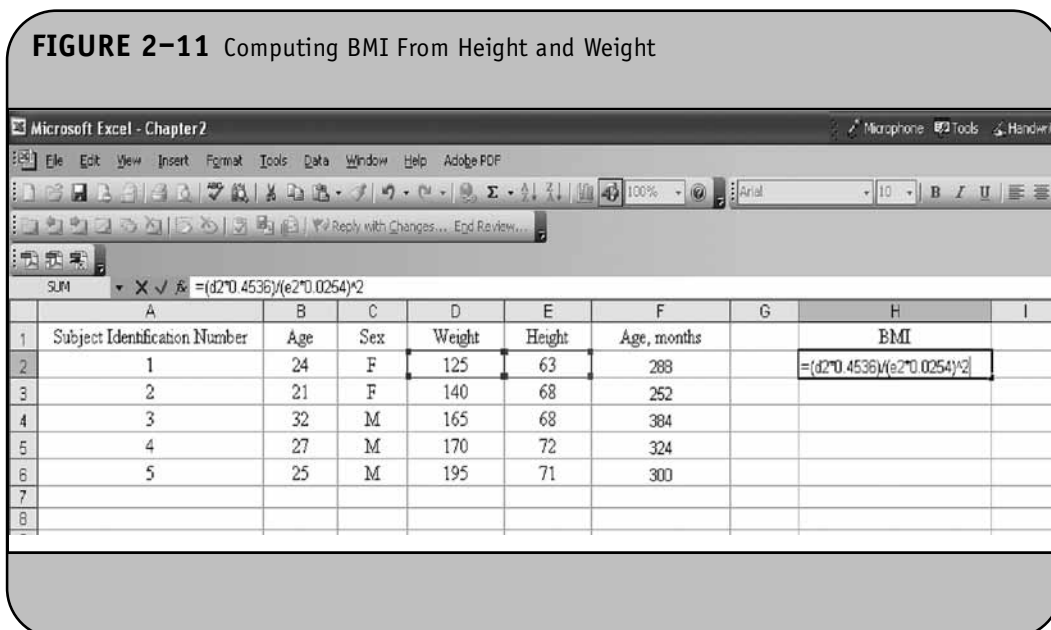 FIGURE 2–11 Computing BMI From Height and Weight
Microsoft Excel - Chapter2 Microphone Tools
File Edit View Insert Format Tools Data Window Help Adobe PDF
100% Arial 10 B I U
Reply with Changes... End Review...
SUM =(d2*0.4536)/(e2*0.0254)^2
A B C D E F G H I
1 Subject Identification Number Age Sex Weight Height Age, months BMI
2 1 24 F 125 63 288 =(d2*0.4536)/(e2*0.0254)^2
3 2 21 F 140 68 252
4 3 32 M 165 68 384
5 4 27 M 170 72 324
6 5 25 M 195 71 300
7
8